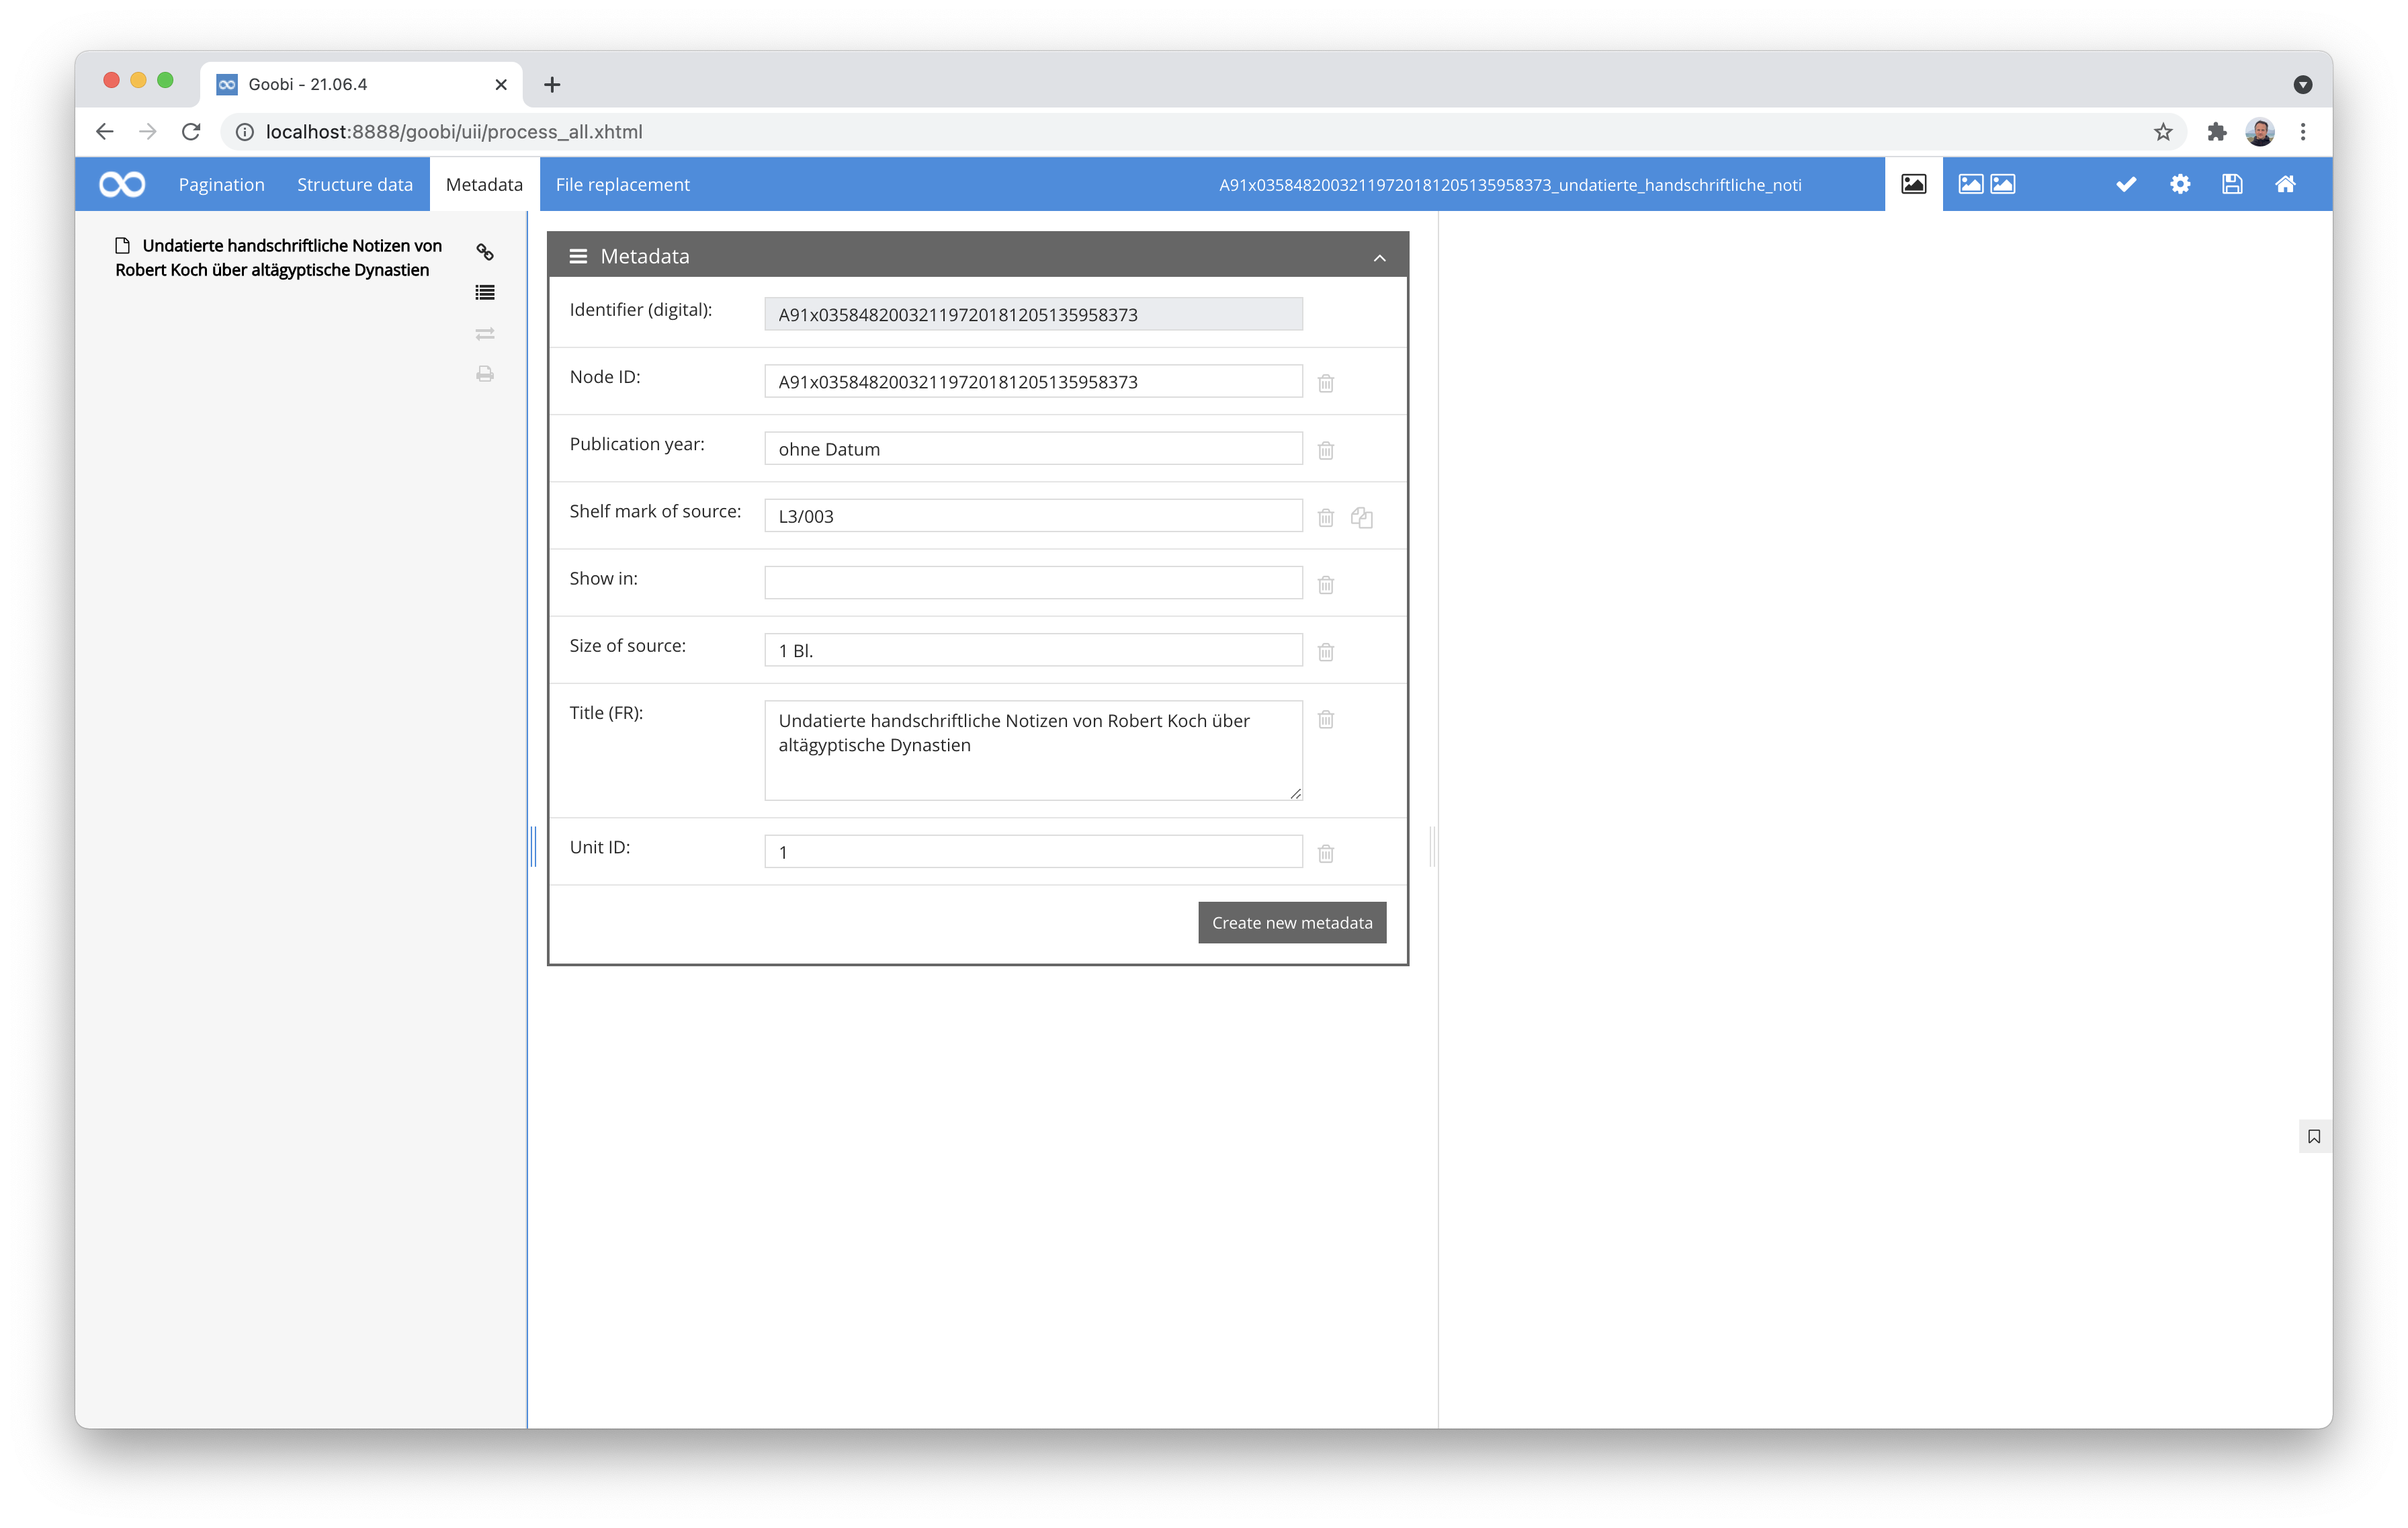 Goobi - 21.06.4
localhost:8888/goobi/uii/process_all.xhtml
Pagination
Structure data
Metadata
File replacement
A91x03584820032119720181205135958373_undatierte_handschriftliche_noti
Undatierte handschriftliche Notizen von
Robert Koch über altägyptische Dynastien
Metadata
Identifier (digital):
A91x03584820032119720181205135958373
Node ID:
A91x03584820032119720181205135958373
Publication year:
ohne Datum
Shelf mark of source:
L3/003
Show in:
Size of source:
1 Bl.
Title (FR):
Undatierte handschriftliche Notizen von Robert Koch über
altägyptische Dynastien
Unit ID:
1
Create new metadata